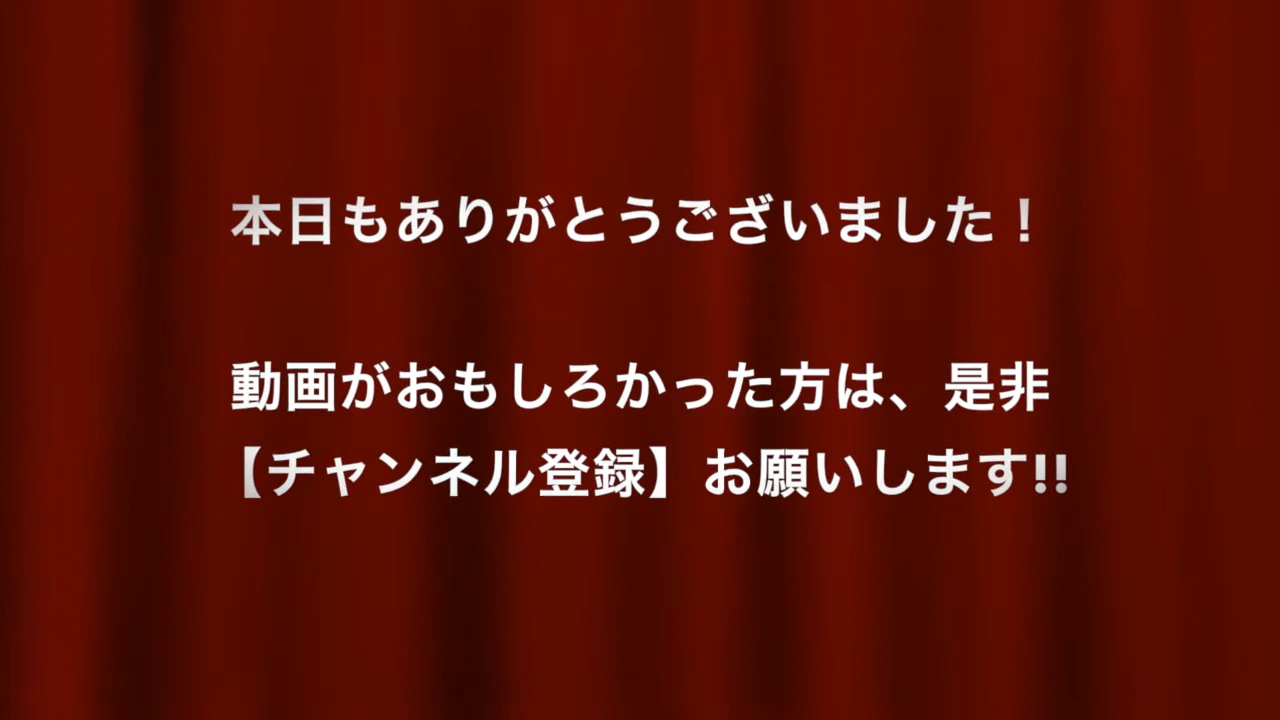 本日もありがとうございました！
動画がおもしろかった方は、是非
【チャンネル登録】お願いします!!